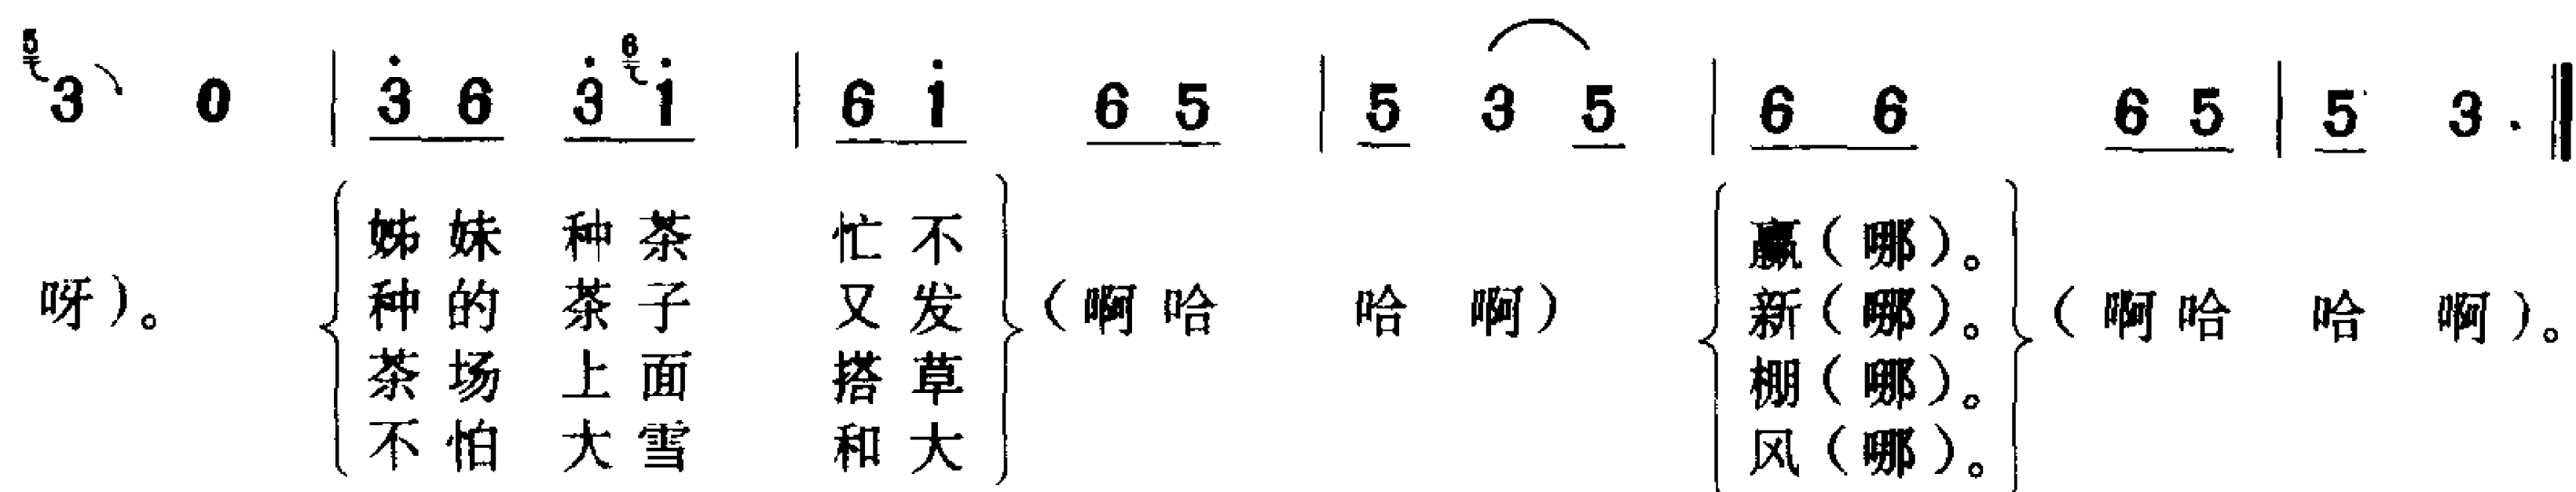 5 3 0 | 3̇ 6 3̇ 6 1̇ | 6 1̇ 6 5 | 5 3 5 | 6 6 6 5 | 5 3 . ‖
姊妹 种茶 忙不 赢(哪)。
呀)。 种的 茶子 又发 (啊哈 哈 啊) 新(哪)。 (啊哈 哈 啊)。
茶场 上面 搭草 棚(哪)。
不怕 大雪 和大 风(哪)。